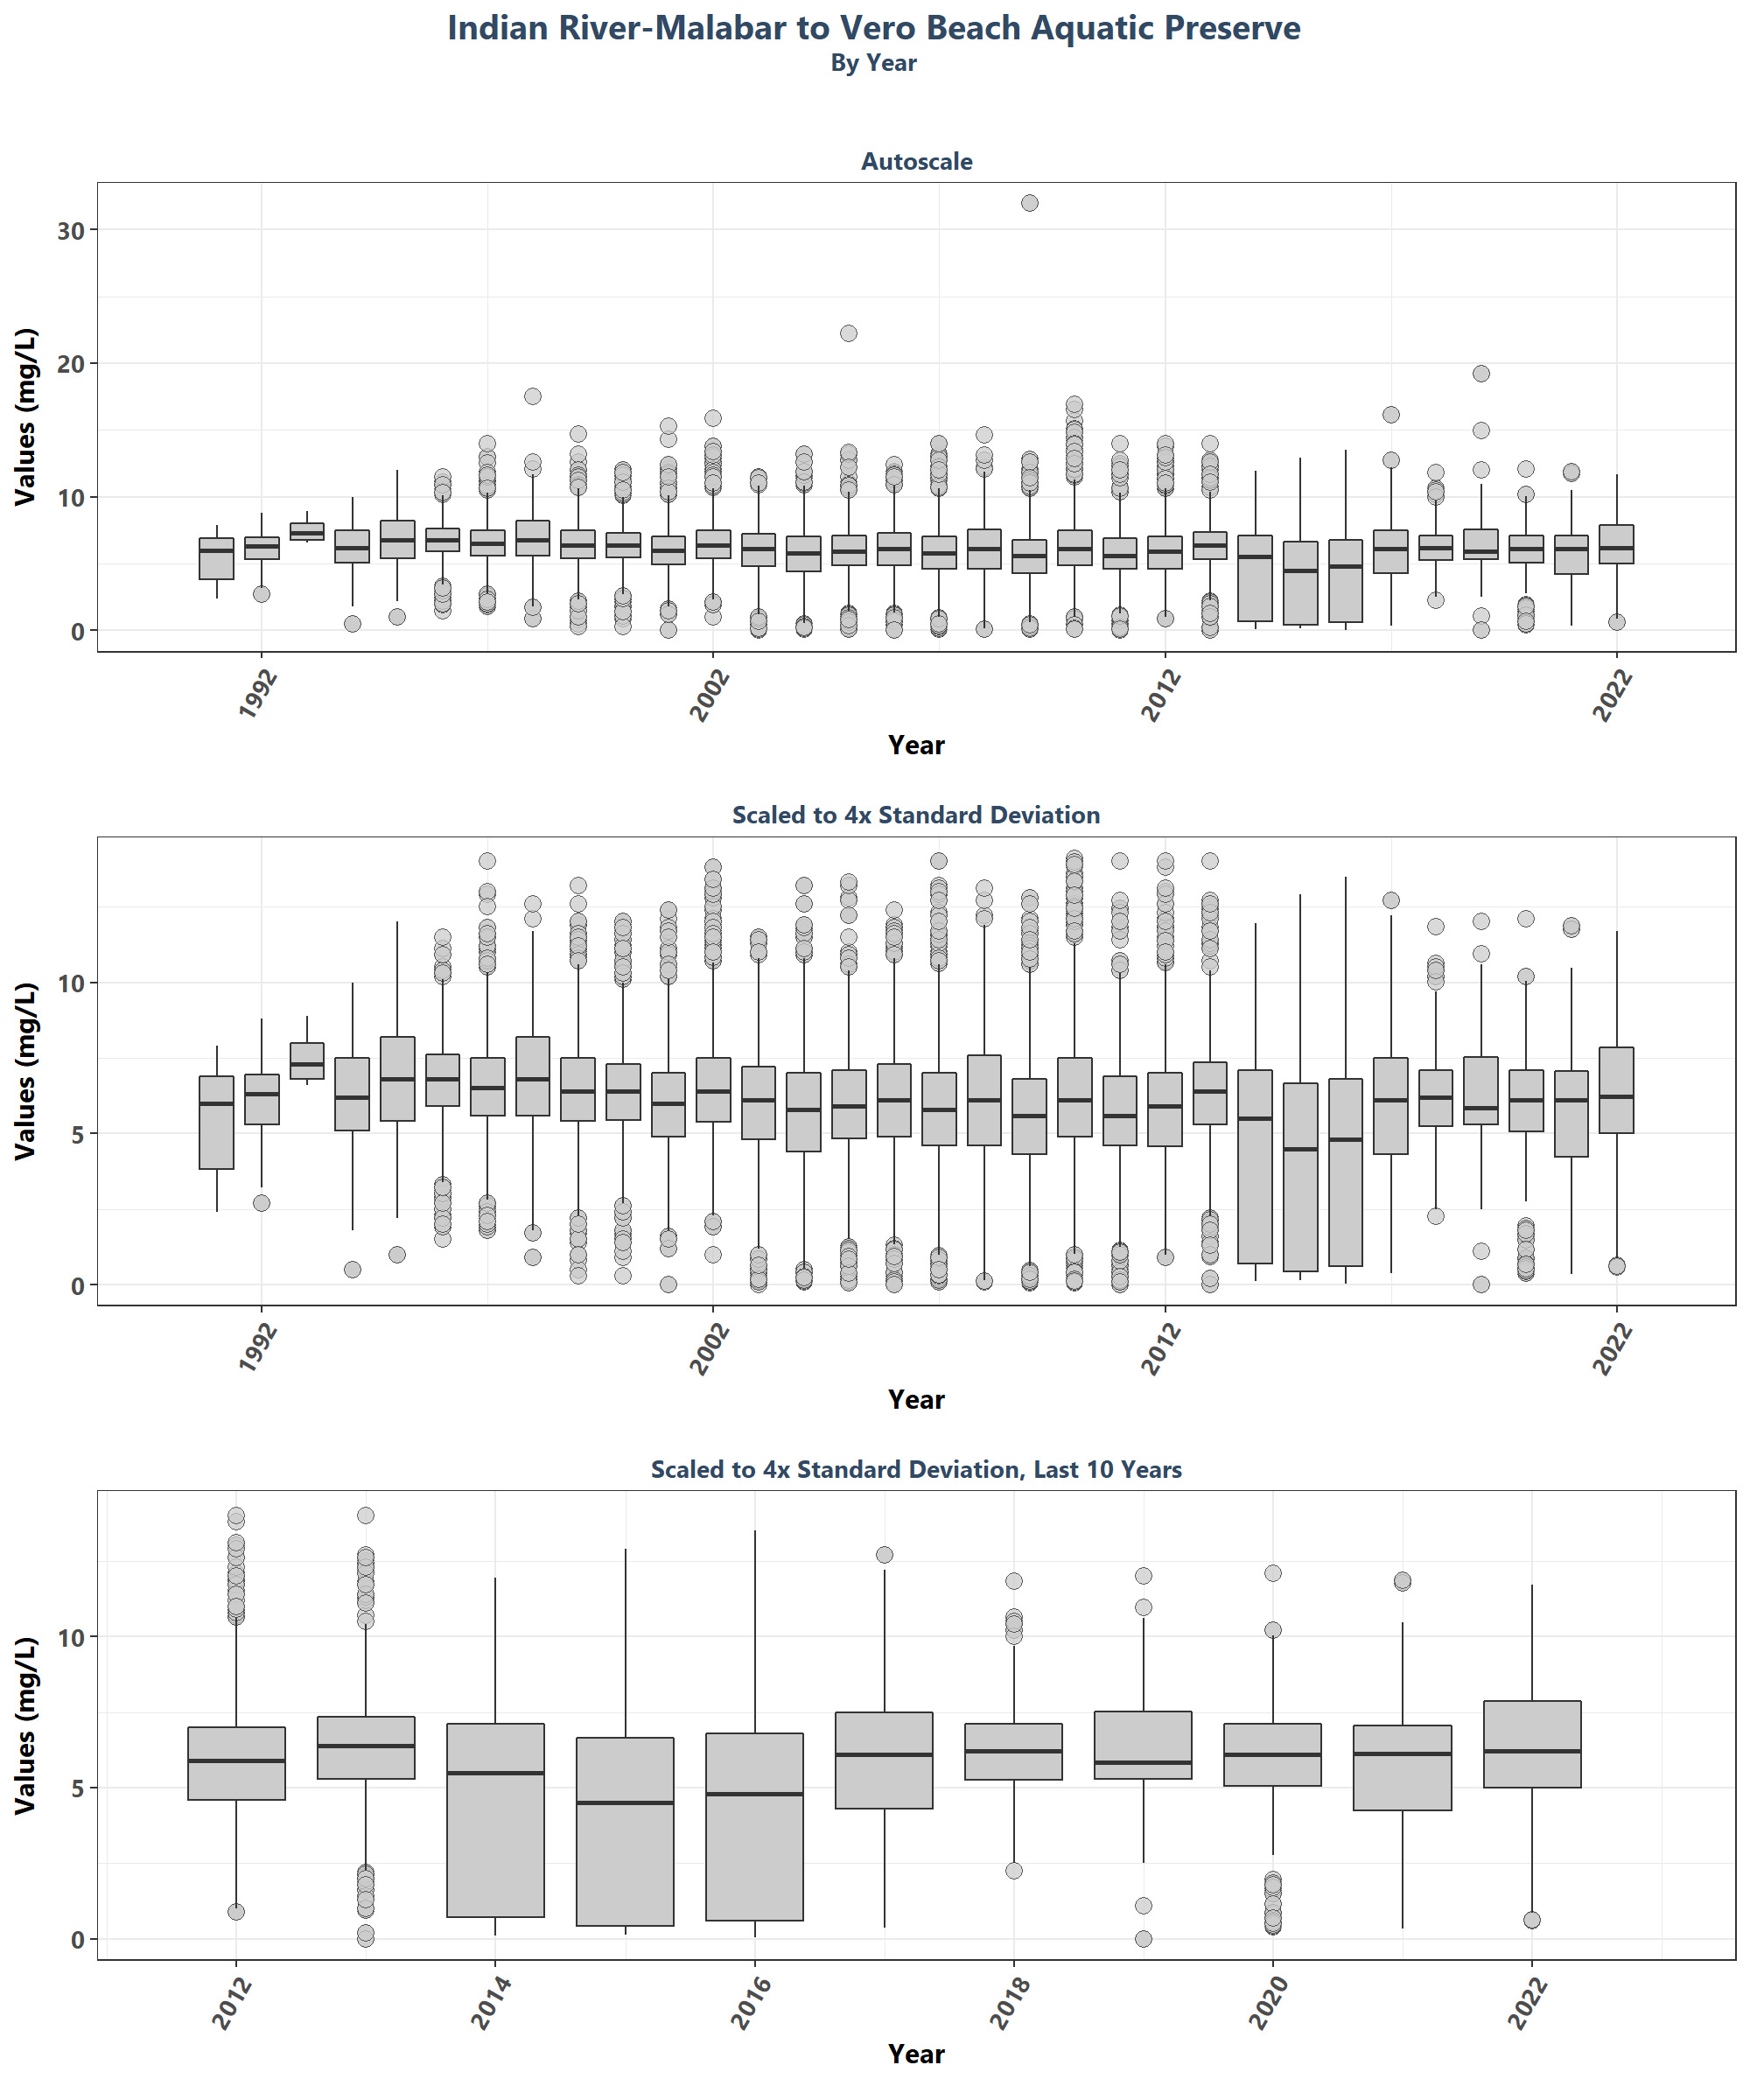 Indian River-Malabar to Vero Beach Aquatic Preserve
By Year
Autoscale
Values (mg/L)
30
20
10
0
1992
2002
2012
2022
Year
Scaled to 4x Standard Deviation
Values (mg/L)
10
5
0
1992
2002
2012
2022
Year
Scaled to 4x Standard Deviation, Last 10 Years
Values (mg/L)
10
5
0
2012
2014
2016
2018
2020
2022
Year